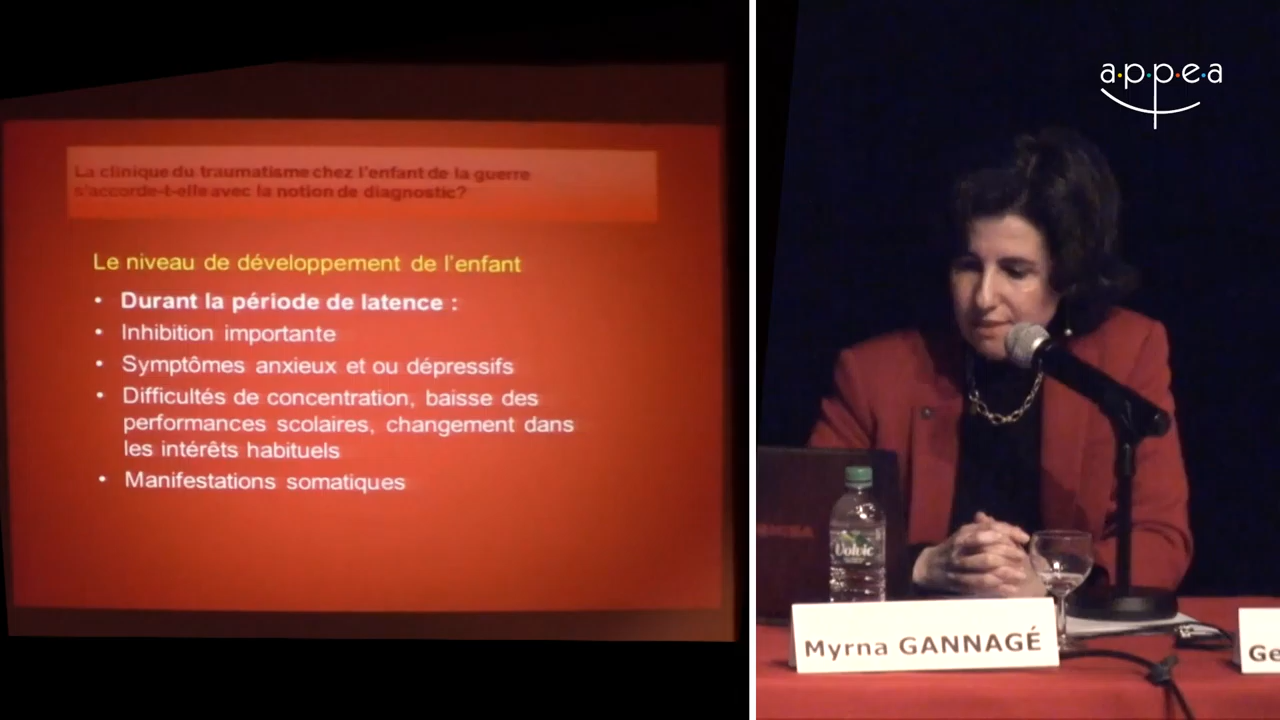 La clinique du traumatisme chez l'enfant de la guerre
s'accorde-t-elle avec la notion de diagnostic?
Le niveau de développement de l'enfant
• Durant la période de latence :
• Inhibition importante
• Symptômes anxieux et ou dépressifs
• Difficultés de concentration, baisse des
performances scolaires, changement dans
les intérêts habituels
• Manifestations somatiques
a·p·p·e·a
Volvic
Myrna GANNAGÉ
Ge